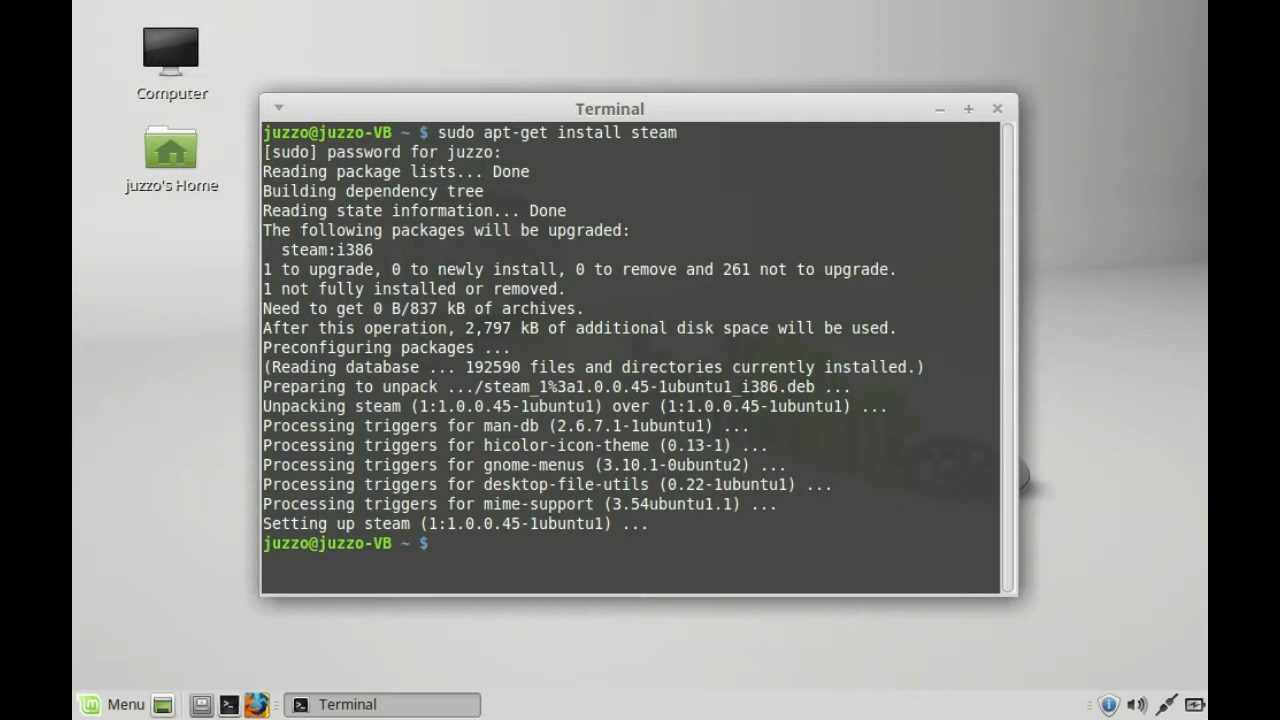 Computer
juzzo's Home
Terminal
juzzo@juzzo-VB ~ $ sudo apt-get install steam
[sudo] password for juzzo:
Reading package lists... Done
Building dependency tree
Reading state information... Done
The following packages will be upgraded:
steam:i386
1 to upgrade, 0 to newly install, 0 to remove and 261 not to upgrade.
1 not fully installed or removed.
Need to get 0 B/837 kB of archives.
After this operation, 2,797 kB of additional disk space will be used.
Preconfiguring packages ...
(Reading database ... 192590 files and directories currently installed.)
Preparing to unpack .../steam_1%3a1.0.0.45-1ubuntu1_i386.deb ...
Unpacking steam (1:1.0.0.45-1ubuntu1) over (1:1.0.0.45-1ubuntu1) ...
Processing triggers for man-db (2.6.7.1-1ubuntu1) ...
Processing triggers for hicolor-icon-theme (0.13-1) ...
Processing triggers for gnome-menus (3.10.1-0ubuntu2) ...
Processing triggers for desktop-file-utils (0.22-1ubuntu1) ...
Processing triggers for mime-support (3.54ubuntu1.1) ...
Setting up steam (1:1.0.0.45-1ubuntu1) ...
juzzo@juzzo-VB ~ $
Menu
Terminal